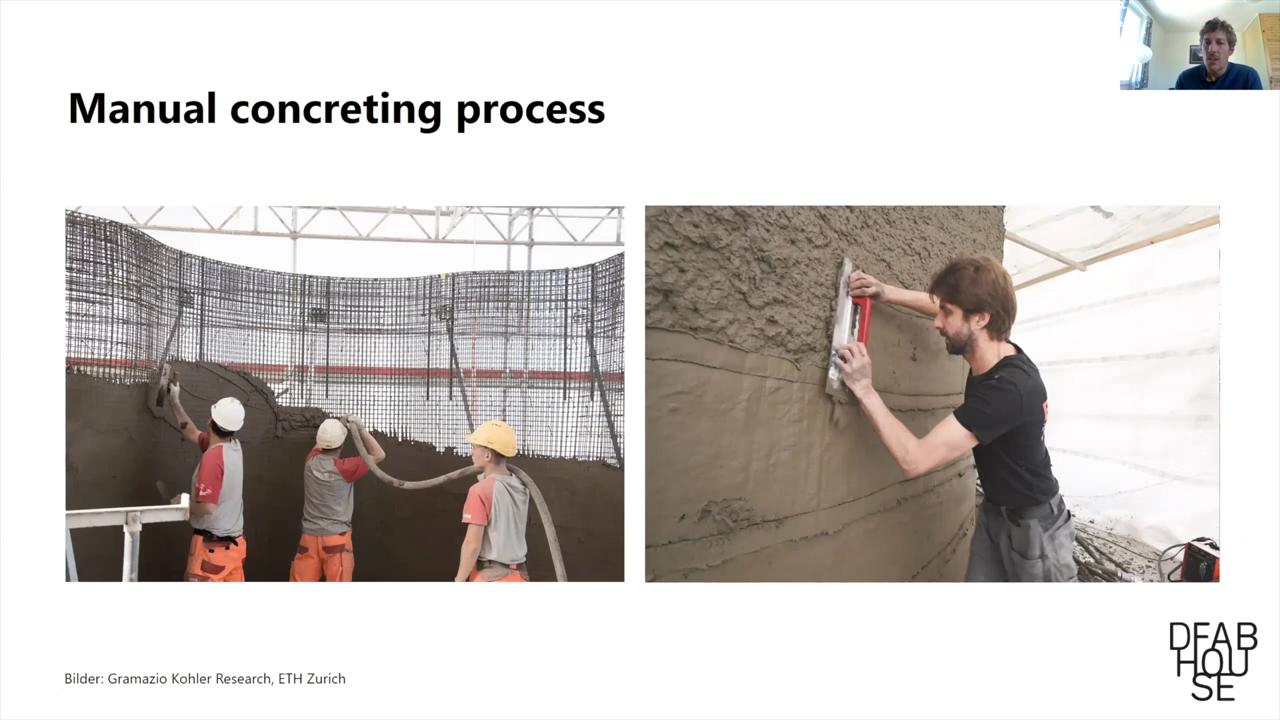 Manual concreting process
Bilder: Gramazio Kohler Research, ETH Zurich
DFAB
HOU
SE